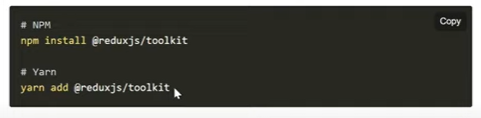 Copy
# NPM
npm install @reduxjs/toolkit
# Yarn
yarn add @reduxjs/toolkit